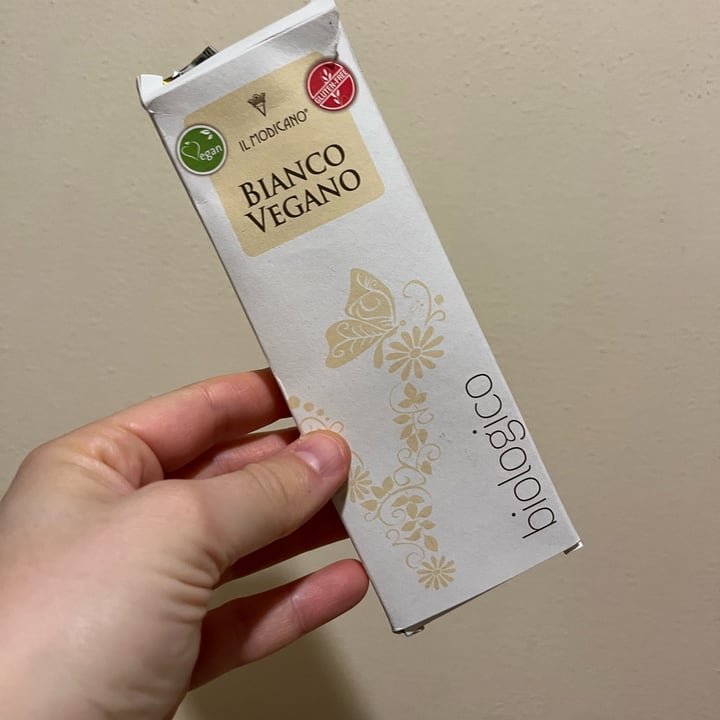 GLUTEN-FREE
Vegan
IL MODICANO®
BIANCO
VEGANO
biologico